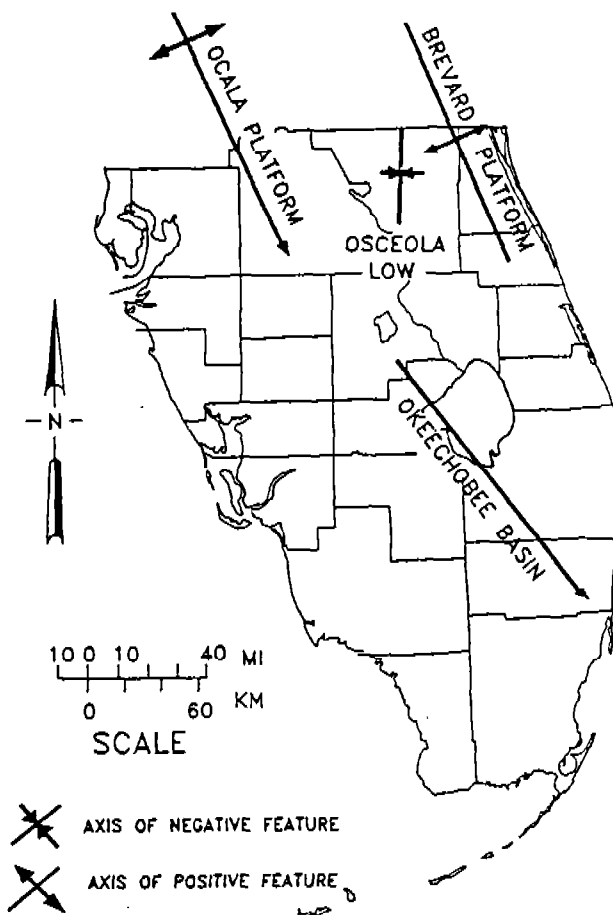 OCALA PLATFORM
BREVARD PLATFORM
OSCEOLA
LOW
OKEECHOBEE BASIN
N
10 0 10 40 MI
0 60 KM
SCALE
AXIS OF NEGATIVE FEATURE
AXIS OF POSITIVE FEATURE